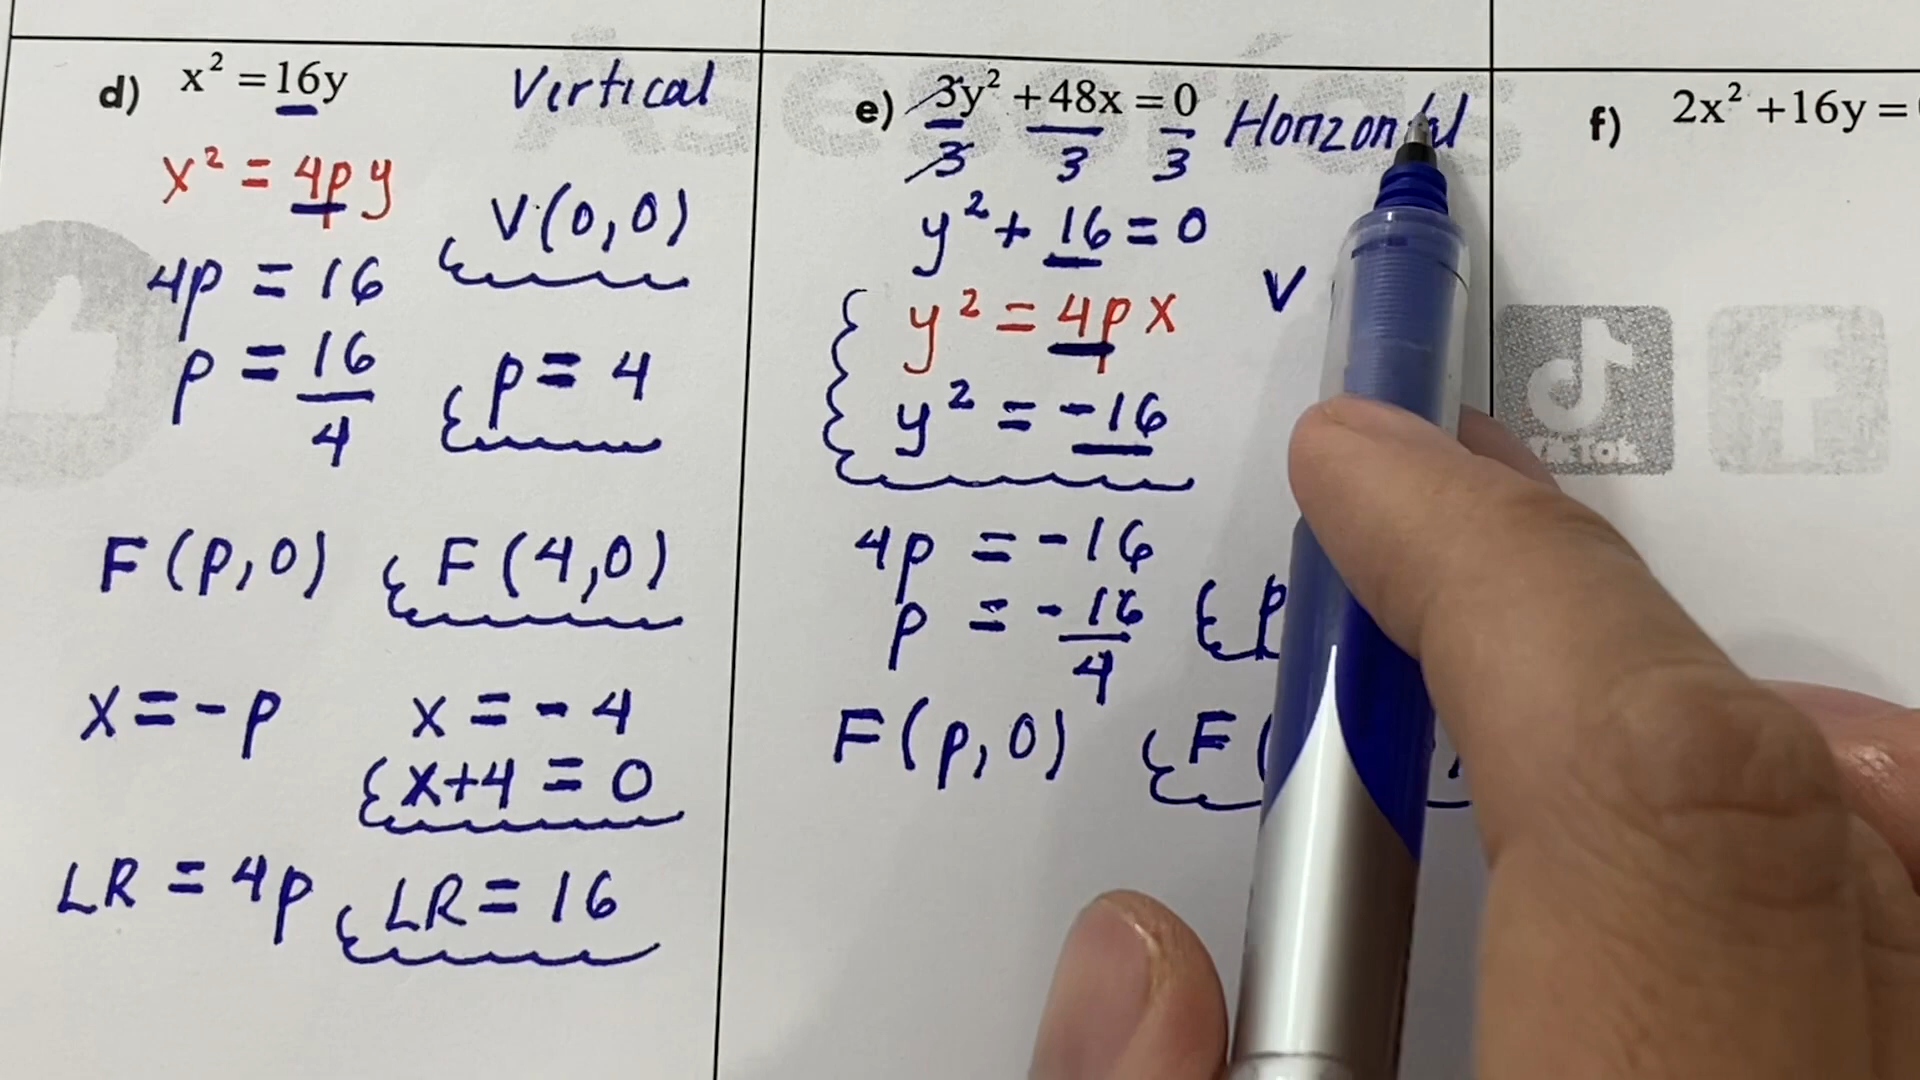 d) x² = 16y Vertical
x² = 4py
V(0,0)
4p = 16
p = 16/4
p = 4
F(p,0) F(4,0)
x = -p x = -4
x+4 = 0
LR = 4p LR = 16
e) 3y² + 48x = 0
3 3 3
y² + 16 = 0
y² = 4px
V
y² = -16
4p = -16
p = -16/4
p
F(p,0) F(
f) 2x² + 16y =
Asesorías
TikTok